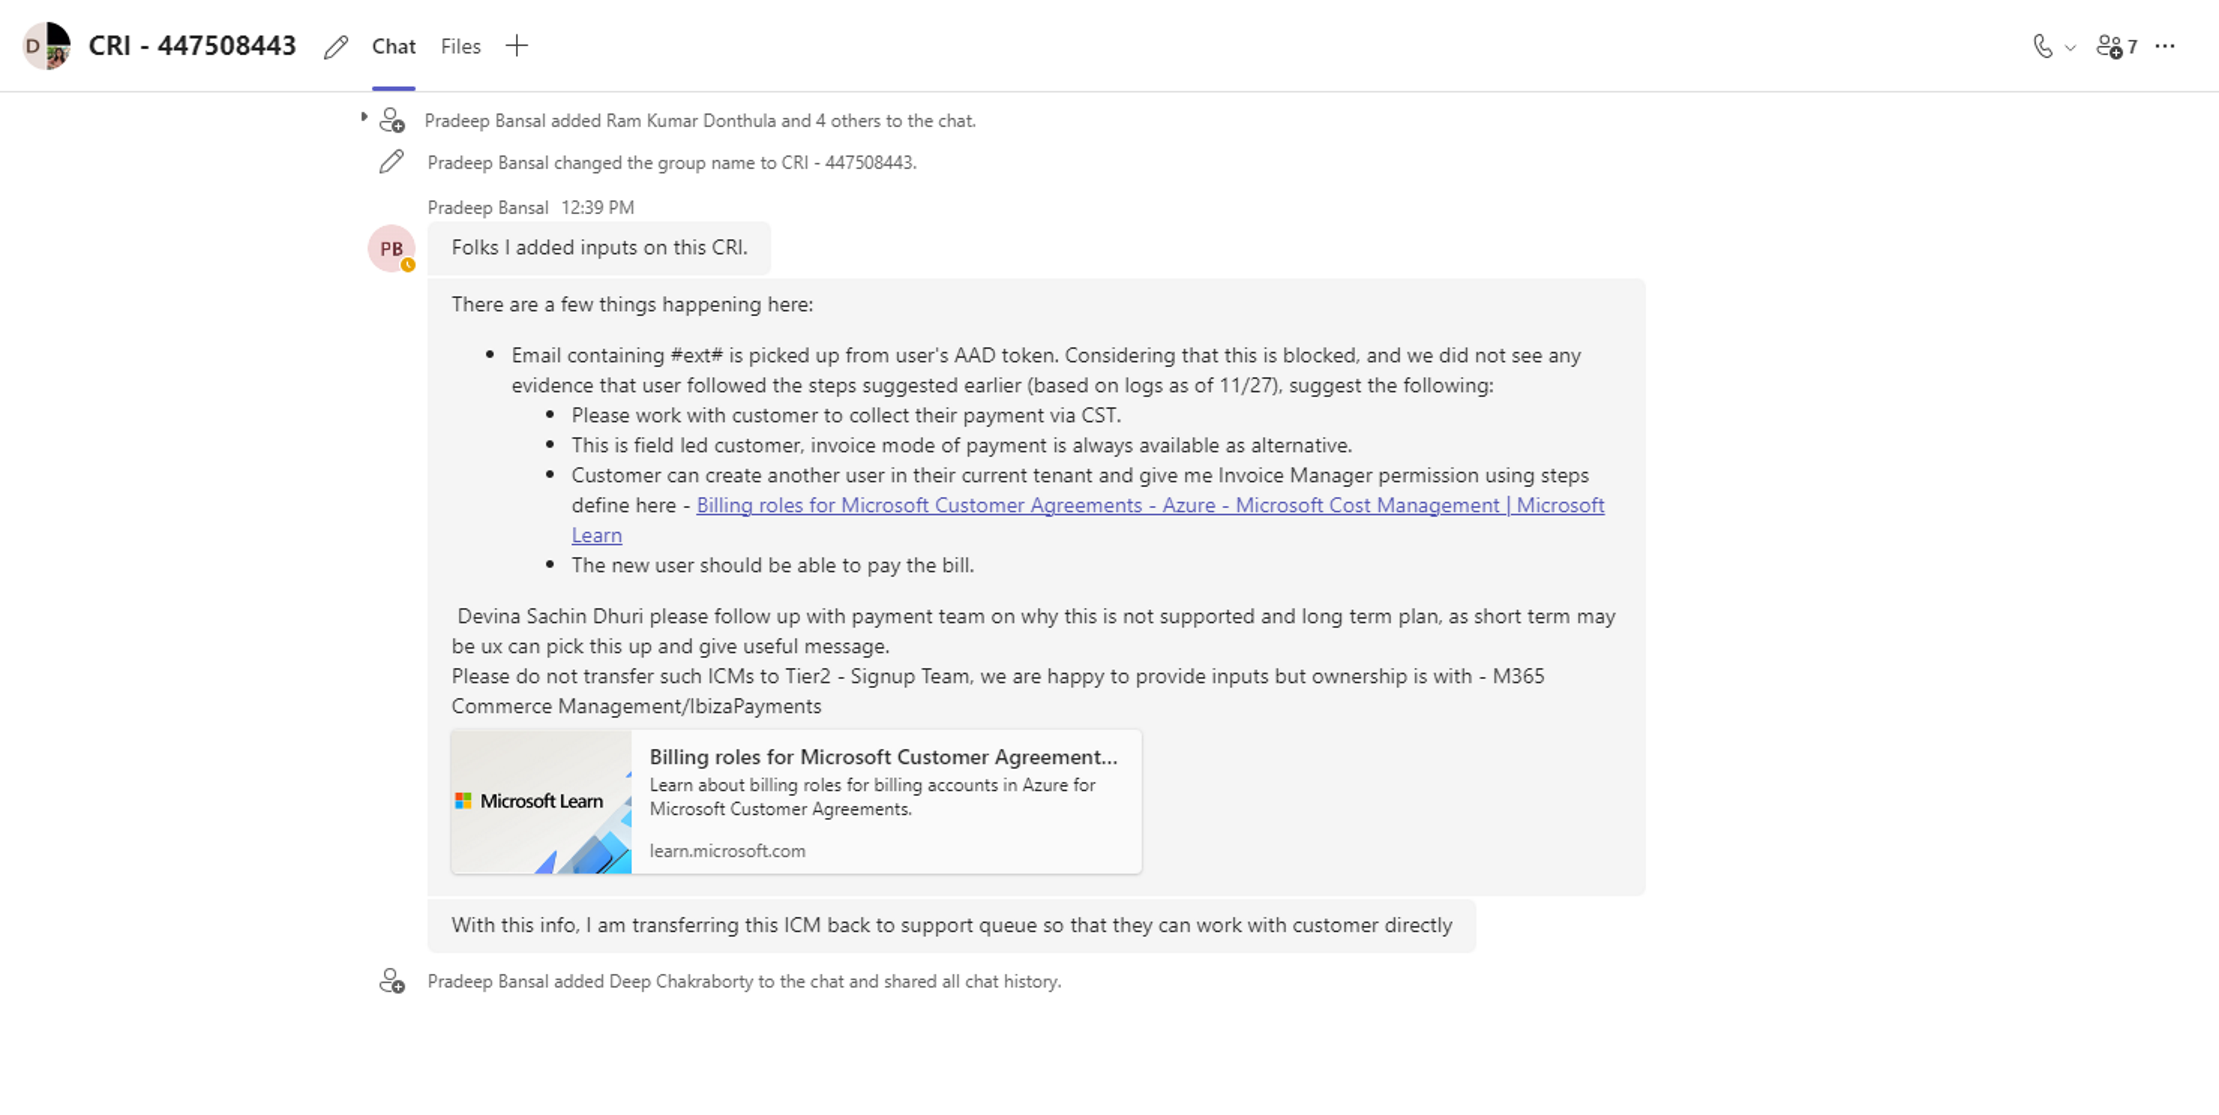 D
CRI - 447508443
Chat
Files
7
Pradeep Bansal added Ram Kumar Donthula and 4 others to the chat.
Pradeep Bansal changed the group name to CRI - 447508443.
Pradeep Bansal 12:39 PM
PB
Folks I added inputs on this CRI.
There are a few things happening here:
Email containing #ext# is picked up from user's AAD token. Considering that this is blocked, and we did not see any
evidence that user followed the steps suggested earlier (based on logs as of 11/27), suggest the following:
Please work with customer to collect their payment via CST.
This is field led customer, invoice mode of payment is always available as alternative.
Customer can create another user in their current tenant and give me Invoice Manager permission using steps
define here - Billing roles for Microsoft Customer Agreements - Azure - Microsoft Cost Management | Microsoft
Learn
The new user should be able to pay the bill.
Devina Sachin Dhuri please follow up with payment team on why this is not supported and long term plan, as short term may
be ux can pick this up and give useful message.
Please do not transfer such ICMs to Tier2 - Signup Team, we are happy to provide inputs but ownership is with - M365
Commerce Management/IbizaPayments
Billing roles for Microsoft Customer Agreement...
Learn about billing roles for billing accounts in Azure for
Microsoft Customer Agreements.
Microsoft Learn
learn.microsoft.com
With this info, I am transferring this ICM back to support queue so that they can work with customer directly
Pradeep Bansal added Deep Chakraborty to the chat and shared all chat history.